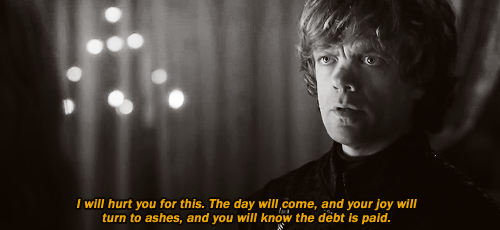 I will hurt you for this. The day will come, and your joy will
turn to ashes, and you will know the debt is paid.